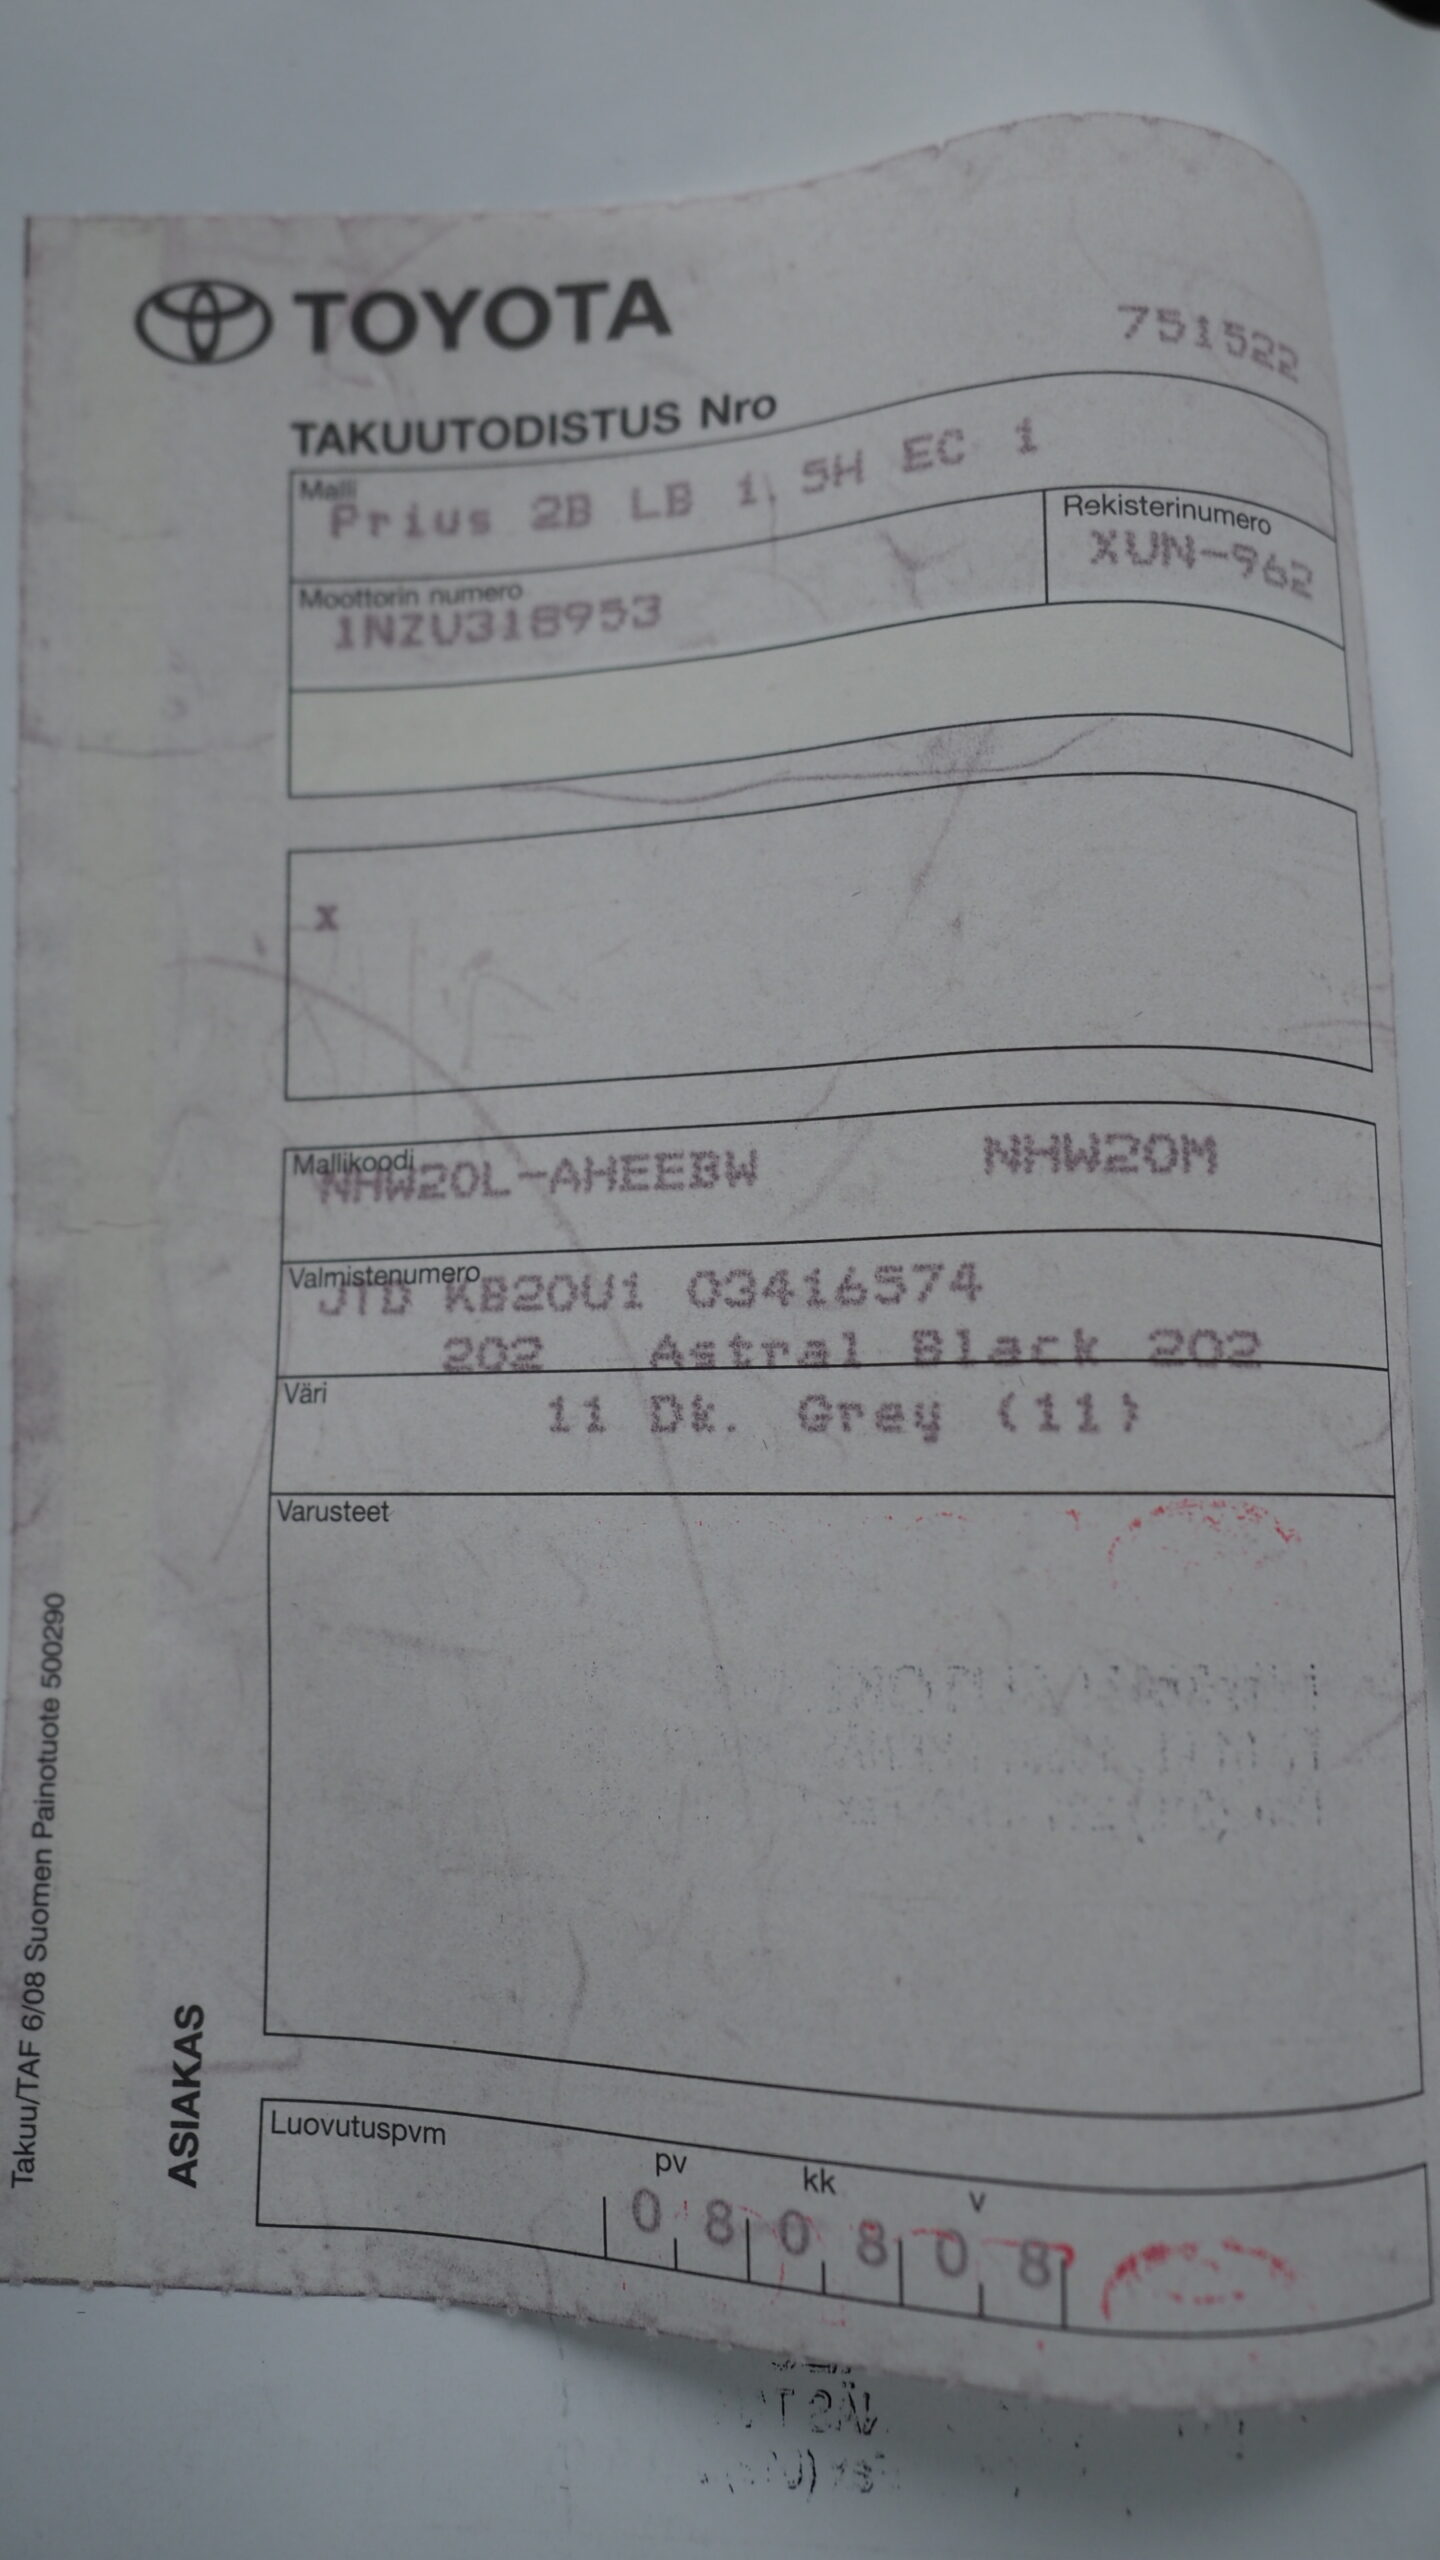 TOYOTA
751522
TAKUUTODISTUS Nro
Malli
Prius 2B LB 1.5H EC 1
Rekisterinumero
XUN-962
Moottorin numero
1NZU318953
x
Mallikoodi
NHW20L-AHEEBW NHW20M
Valmistenumero
JTD KB20U1 03416574
202 Astral Black 202
Väri
11 Dk. Grey (11)
Varusteet
Luovutuspvm
pv kk v
0 8 0 8 0 8
ASIAKAS
Takuu/TAF 6/08 Suomen Painotuote 500290